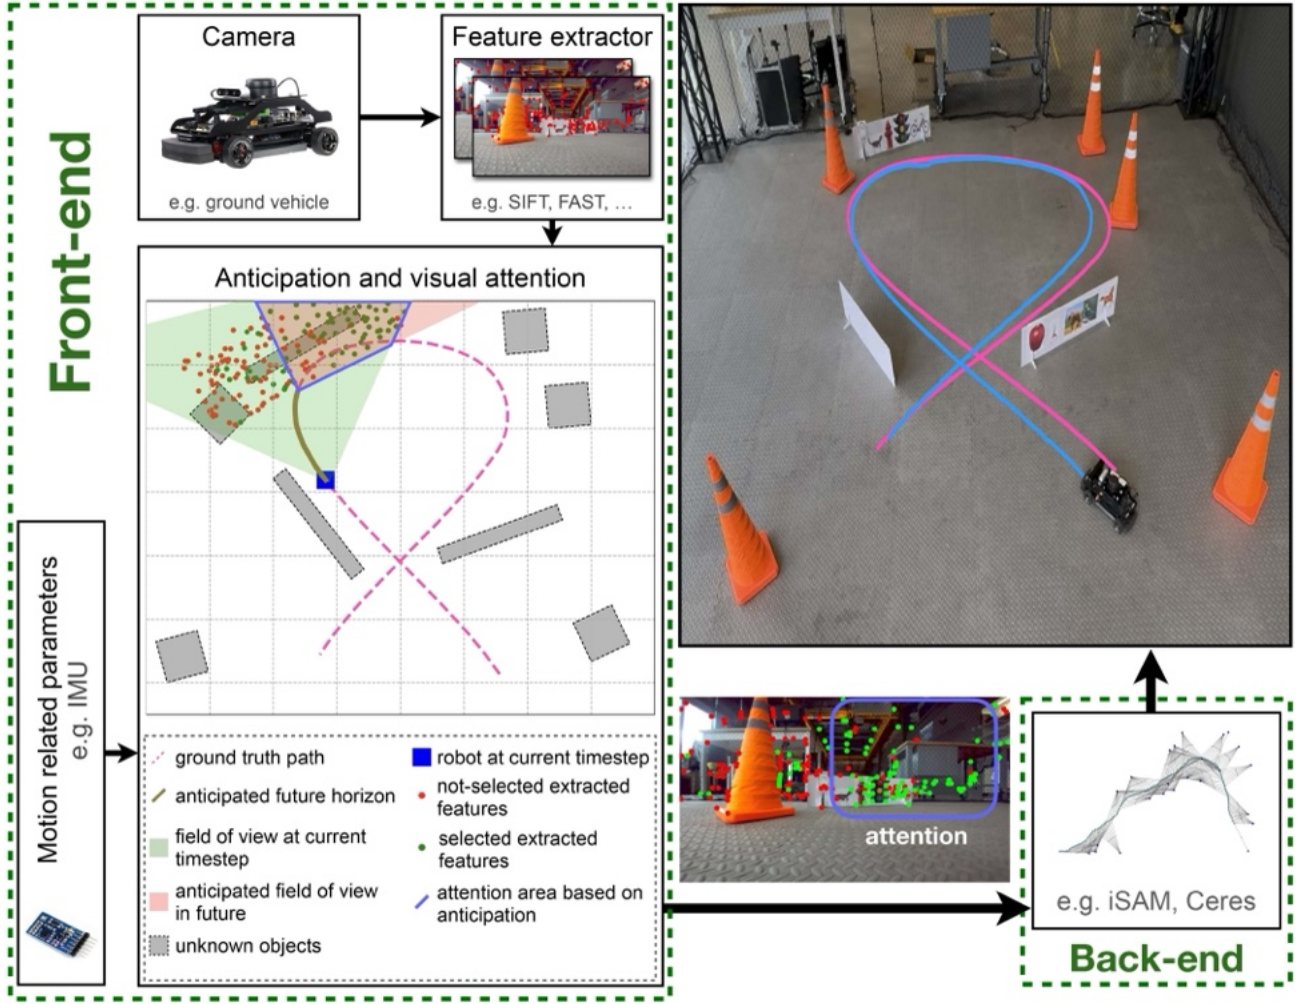 Front-end
Camera
e.g. ground vehicle
Feature extractor
e.g. SIFT, FAST, ...
Anticipation and visual attention
Motion related parameters
e.g. IMU
ground truth path
anticipated future horizon
field of view at current
timestep
anticipated field of view
in future
unknown objects
robot at current timestep
not-selected extracted
features
selected extracted
features
attention area based on
anticipation
attention
e.g. iSAM, Ceres
Back-end